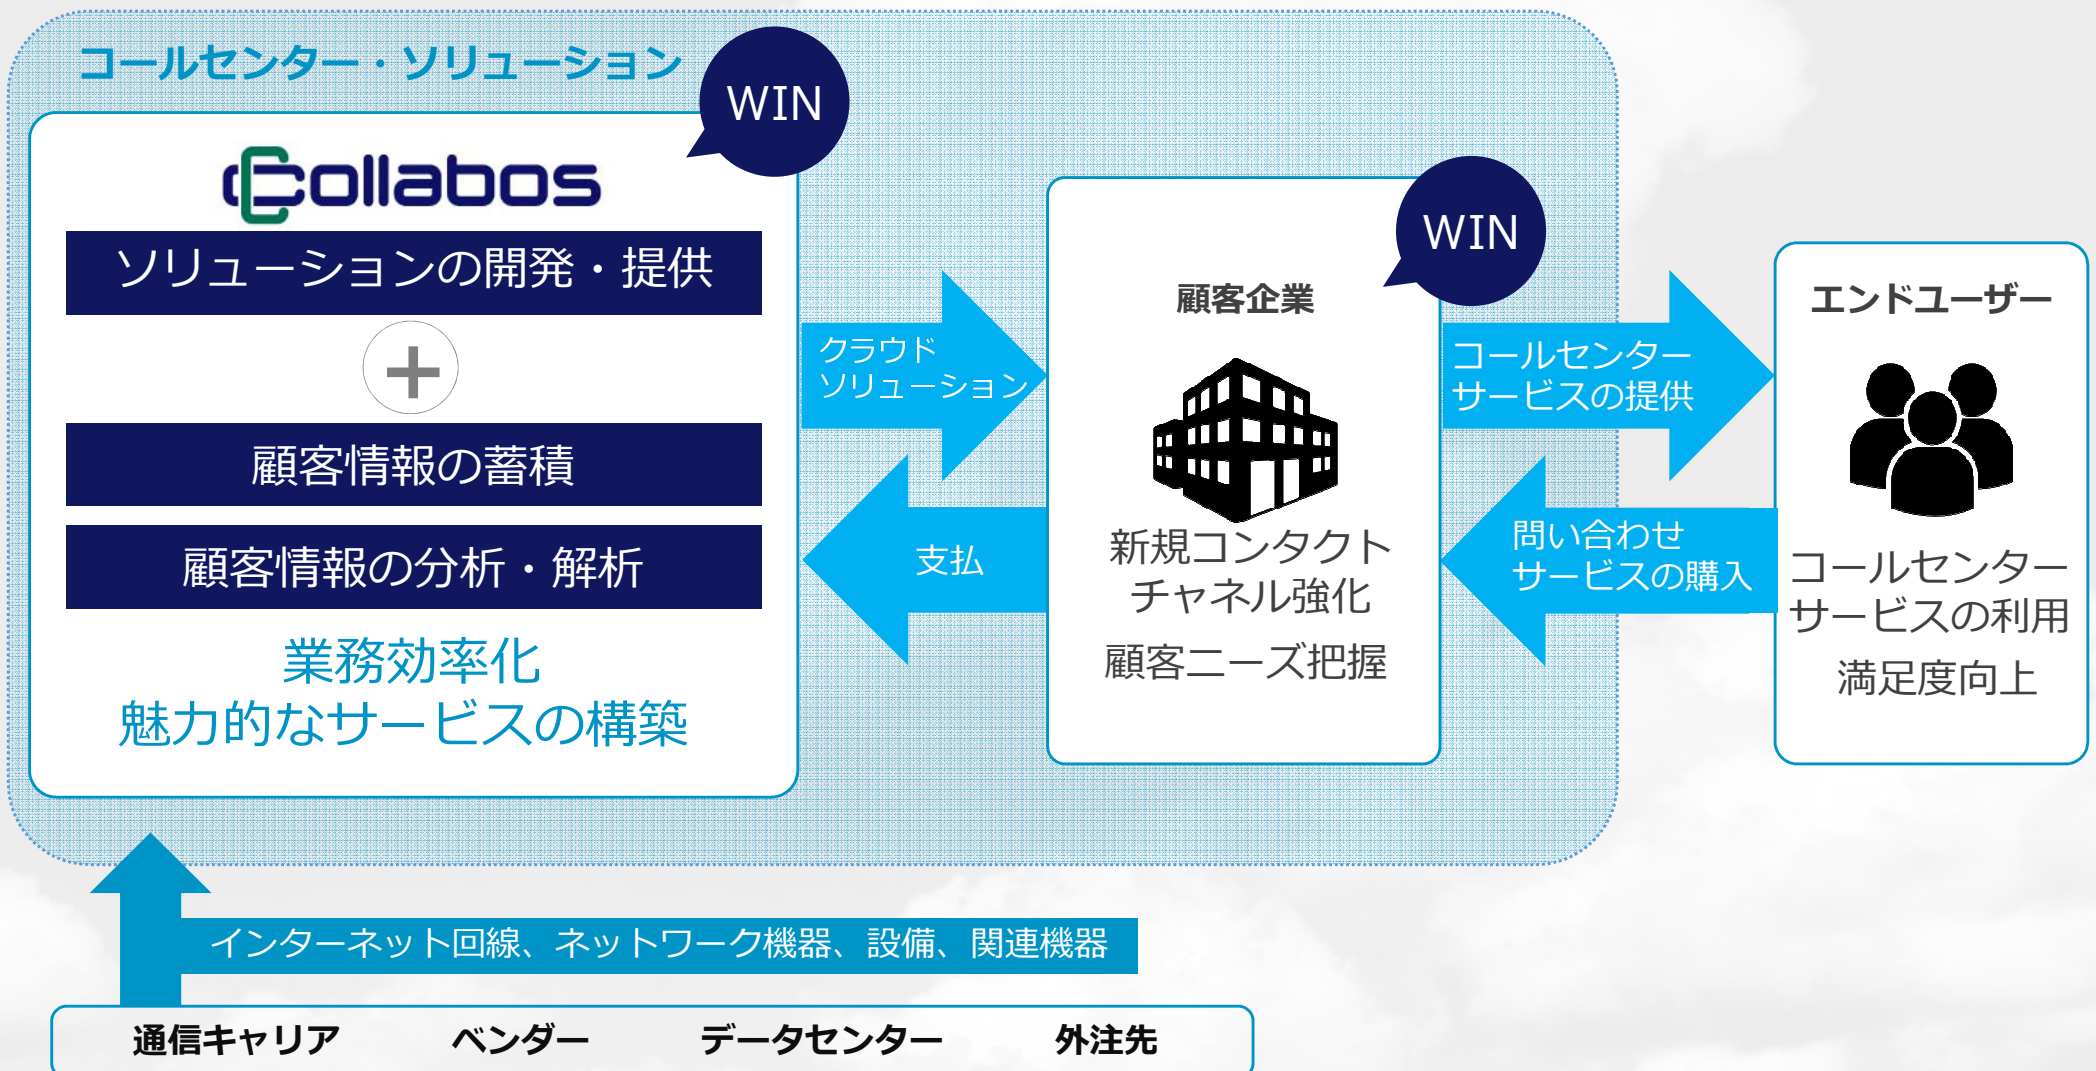 コールセンター・ソリューション
WIN
Collabos
ソリューションの開発・提供
+
顧客情報の蓄積
顧客情報の分析・解析
業務効率化
魅力的なサービスの構築
クラウド
ソリューション
支払
WIN
顧客企業
新規コンタクト
チャネル強化
顧客ニーズ把握
コールセンター
サービスの提供
問い合わせ
サービスの購入
エンドユーザー
コールセンター
サービスの利用
満足度向上
インターネット回線、ネットワーク機器、設備、関連機器
通信キャリア ベンダー データセンター 外注先